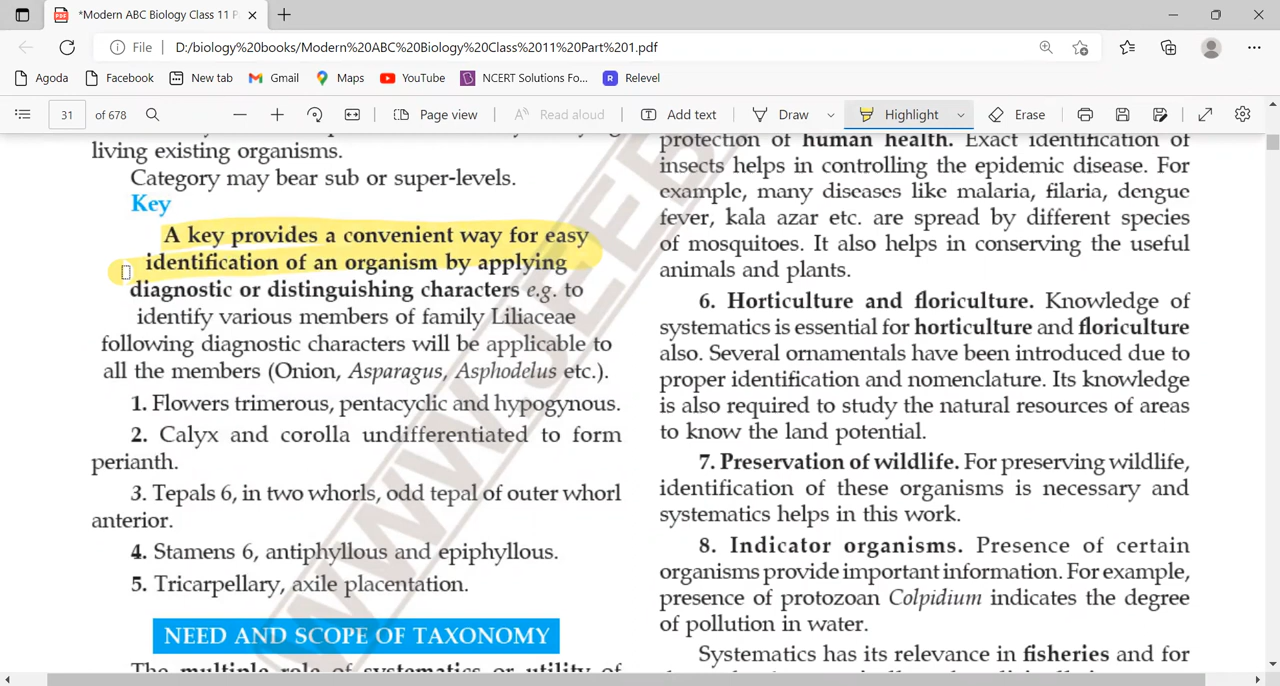 *Modern ABC Biology Class 11 P
File
D:/biology%20books/Modern%20ABC%20Biology%20Class%2011%20Part%201.pdf
Agoda
Facebook
New tab
Gmail
Maps
YouTube
NCERT Solutions Fo...
Relevel
31
of 678
Page view
Read aloud
Add text
Draw
Highlight
Erase
living existing organisms.
Category may bear sub or super-levels.
Key
A key provides a convenient way for easy
identification of an organism by applying
diagnostic or distinguishing characters e.g. to
identify various members of family Liliaceae
following diagnostic characters will be applicable to
all the members (Onion, Asparagus, Asphodelus etc.).
1. Flowers trimerous, pentacyclic and hypogynous.
2. Calyx and corolla undifferentiated to form
perianth.
3. Tepals 6, in two whorls, odd tepal of outer whorl
anterior.
4. Stamens 6, antiphyllous and epiphyllous.
5. Tricarpellary, axile placentation.
NEED AND SCOPE OF TAXONOMY
The multiple role of systematics or utility of
protection of human health. Exact identification of
insects helps in controlling the epidemic disease. For
example, many diseases like malaria, filaria, dengue
fever, kala azar etc. are spread by different species
of mosquitoes. It also helps in conserving the useful
animals and plants.
6. Horticulture and floriculture. Knowledge of
systematics is essential for horticulture and floriculture
also. Several ornamentals have been introduced due to
proper identification and nomenclature. Its knowledge
is also required to study the natural resources of areas
to know the land potential.
7. Preservation of wildlife. For preserving wildlife,
identification of these organisms is necessary and
systematics helps in this work.
8. Indicator organisms. Presence of certain
organisms provide important information. For example,
presence of protozoan Colpidium indicates the degree
of pollution in water.
Systematics has its relevance in fisheries and for
WWW.JEEB